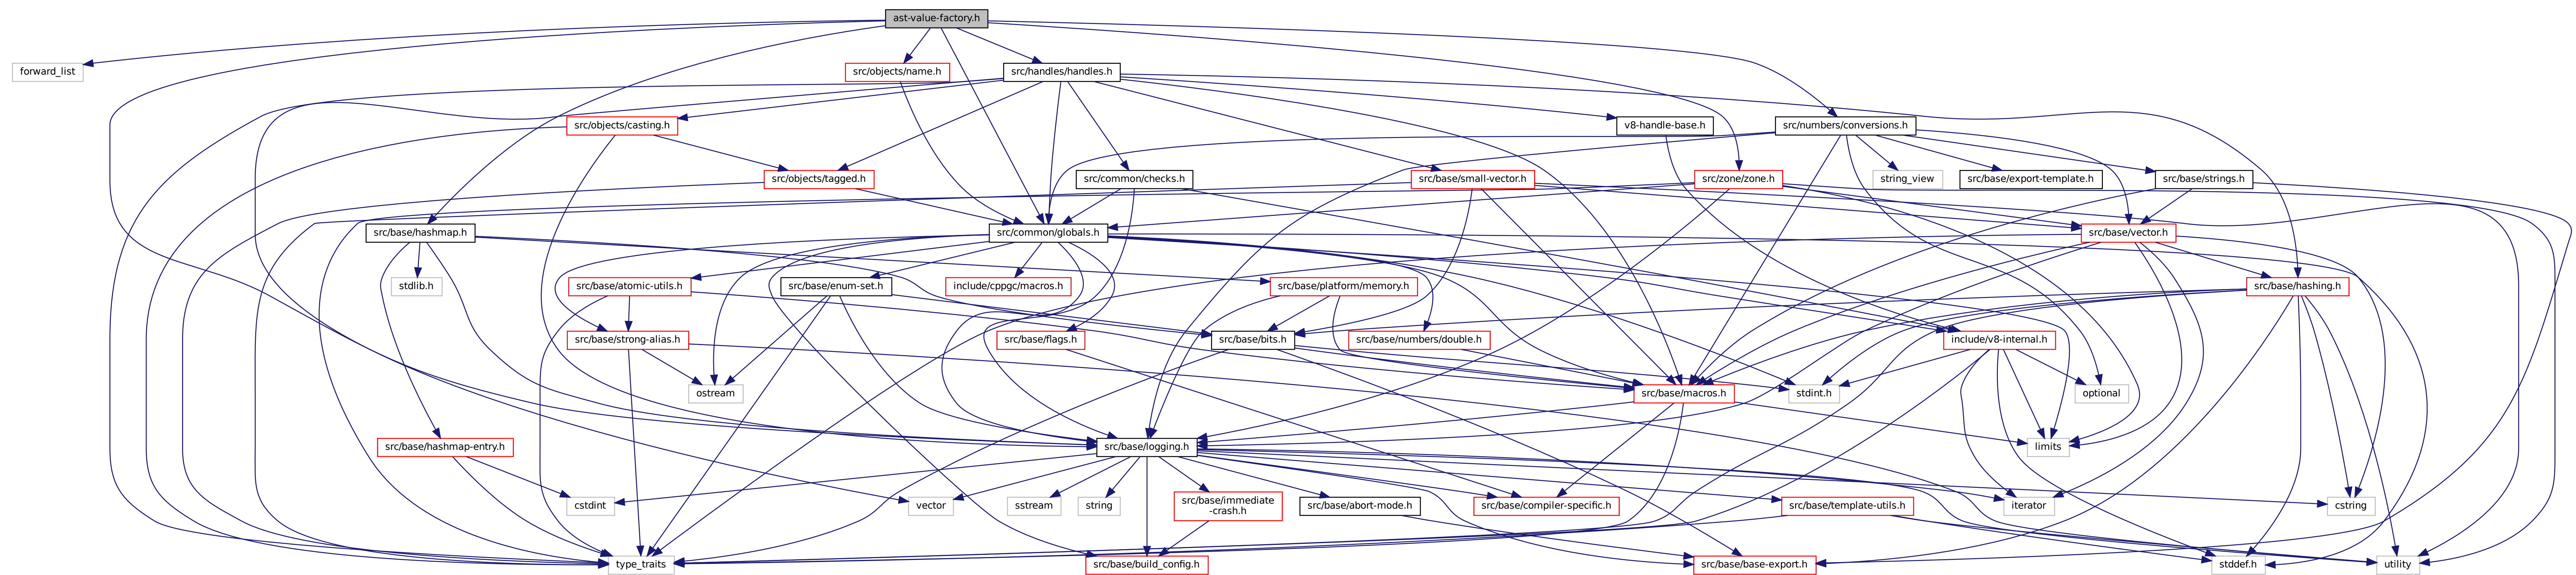 ast-value-factory.h
forward_list
src/objects/name.h
src/handles/handles.h
src/objects/casting.h
v8-handle-base.h
src/numbers/conversions.h
src/objects/tagged.h
src/common/checks.h
src/base/small-vector.h
src/zone/zone.h
string_view
src/base/export-template.h
src/base/strings.h
src/base/hashmap.h
src/common/globals.h
src/base/vector.h
stdlib.h
src/base/atomic-utils.h
src/base/enum-set.h
include/cppgc/macros.h
src/base/platform/memory.h
src/base/hashing.h
src/base/strong-alias.h
src/base/flags.h
src/base/bits.h
src/base/numbers/double.h
include/v8-internal.h
ostream
src/base/macros.h
stdint.h
optional
src/base/hashmap-entry.h
src/base/logging.h
limits
cstdint
vector
sstream
string
src/base/immediate
-crash.h
src/base/abort-mode.h
src/base/compiler-specific.h
src/base/template-utils.h
iterator
cstring
type_traits
src/base/build_config.h
src/base/base-export.h
stddef.h
utility